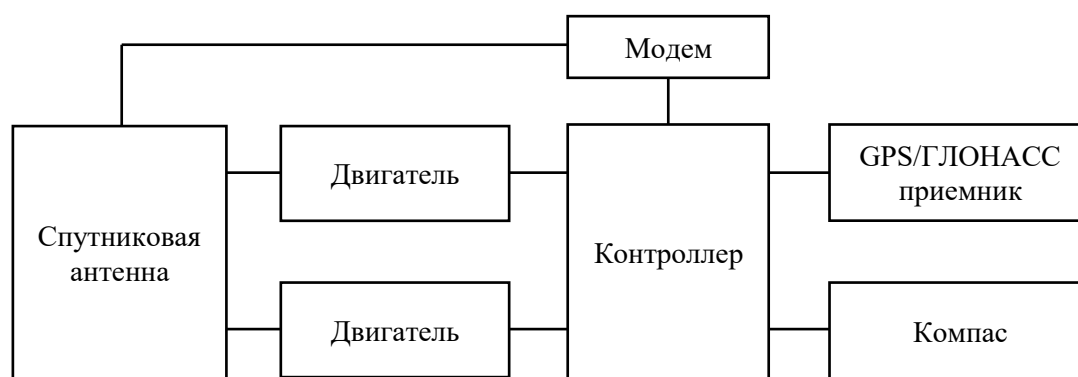 Модем
Двигатель
GPS/ГЛОНАСС
приемник
Спутниковая
антенна
Контроллер
Двигатель
Компас